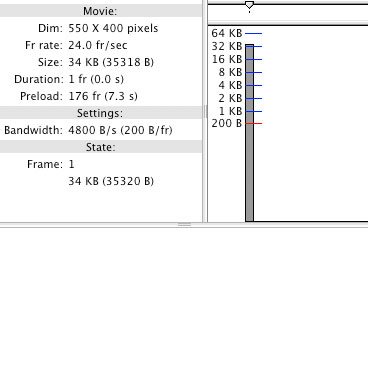 Movie:
Dim: 550 X 400 pixels
Fr rate: 24.0 fr/sec
Size: 34 KB (35318 B)
Duration: 1 fr (0.0 s)
Preload: 176 fr (7.3 s)
Settings:
Bandwidth: 4800 B/s (200 B/fr)
State:
Frame: 1
34 KB (35320 B)
64 KB
32 KB
16 KB
8 KB
4 KB
2 KB
1 KB
200 B